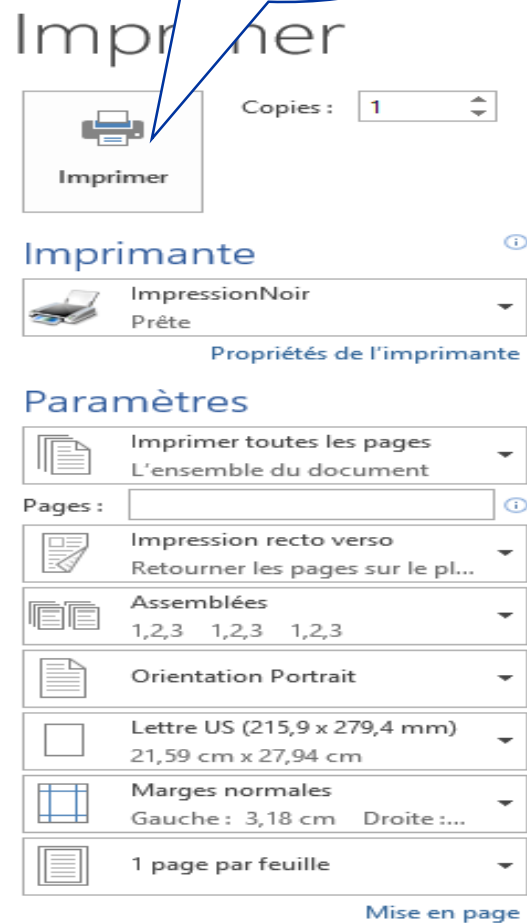 Imprimer
Copies : 1
Imprimer
Imprimante
ImpressionNoir
Prête
Propriétés de l'imprimante
Paramètres
Imprimer toutes les pages
L'ensemble du document
Pages :
Impression recto verso
Retourner les pages sur le pl...
Assemblées
1,2,3 1,2,3 1,2,3
Orientation Portrait
Lettre US (215,9 x 279,4 mm)
21,59 cm x 27,94 cm
Marges normales
Gauche : 3,18 cm Droite :...
1 page par feuille
Mise en page